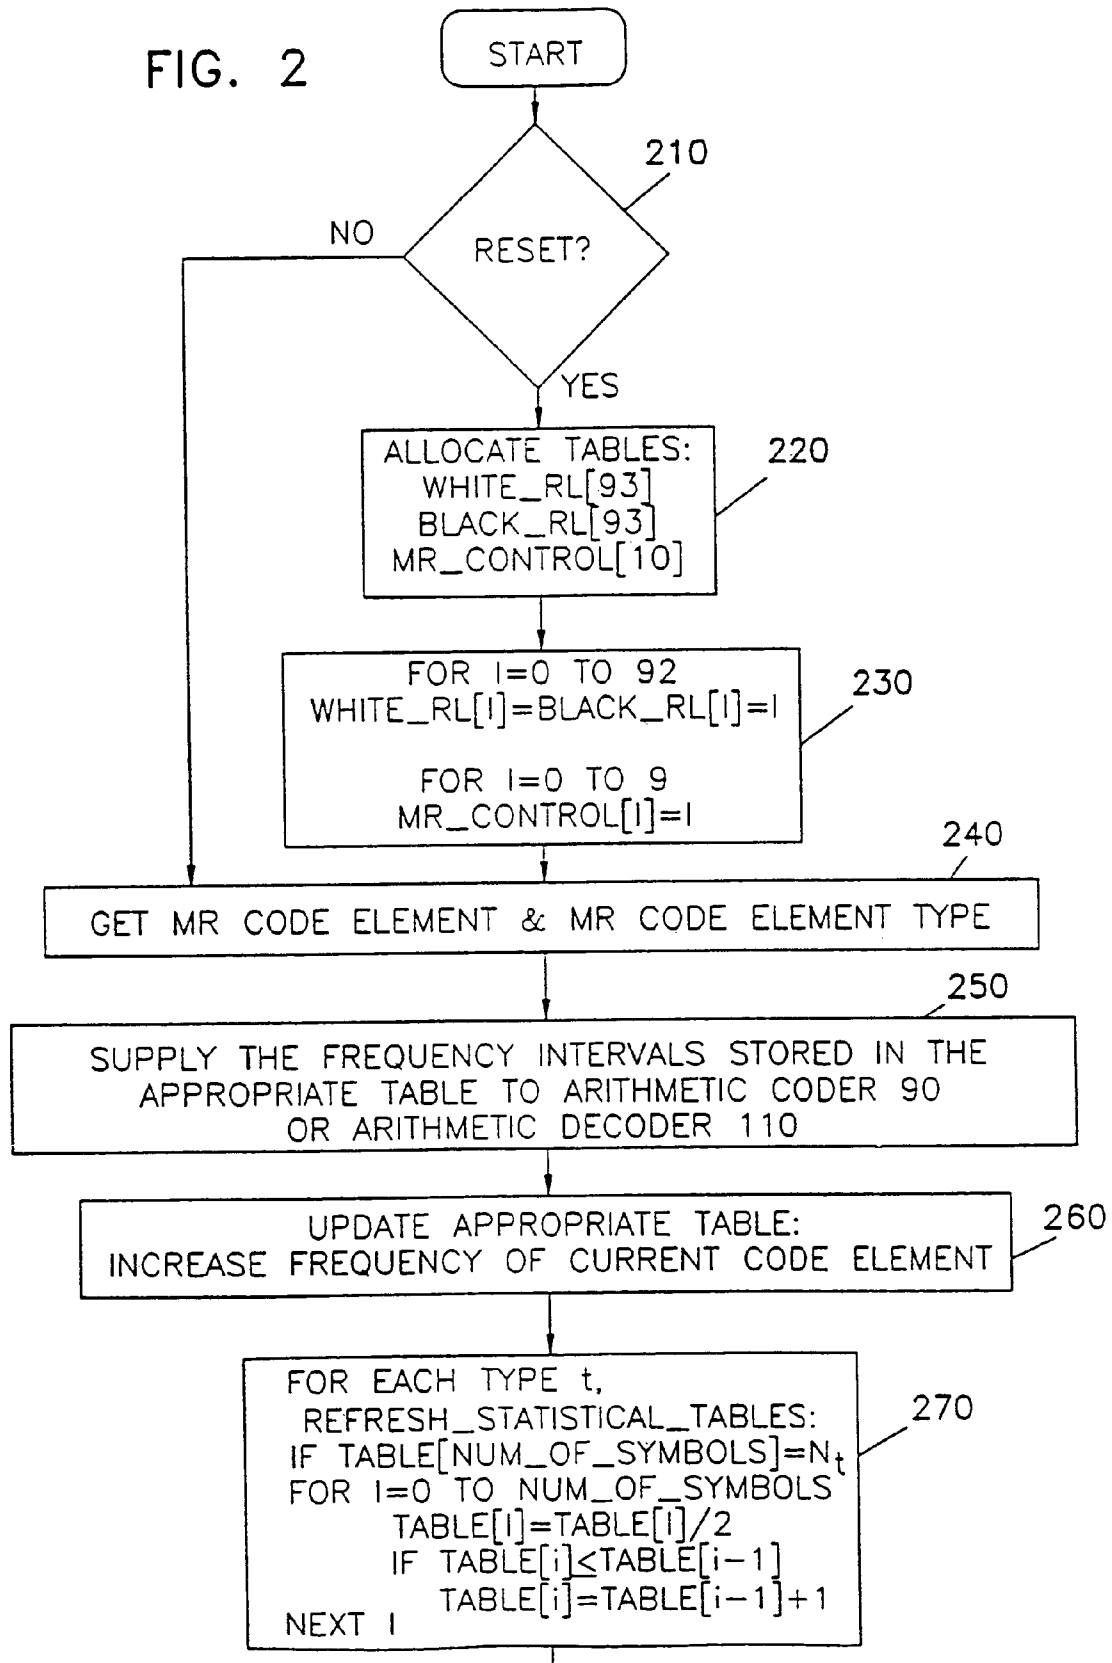 FIG. 2
START
210
RESET?
NO
YES
ALLOCATE TABLES:
WHITE_RL[93]
BLACK_RL[93]
MR_CONTROL[10]
220
FOR I=0 TO 92
WHITE_RL[I]=BLACK_RL[I]=I
FOR I=0 TO 9
MR_CONTROL[I]=I
230
240
GET MR CODE ELEMENT & MR CODE ELEMENT TYPE
250
SUPPLY THE FREQUENCY INTERVALS STORED IN THE
APPROPRIATE TABLE TO ARITHMETIC CODER 90
OR ARITHMETIC DECODER 110
UPDATE APPROPRIATE TABLE:
INCREASE FREQUENCY OF CURRENT CODE ELEMENT
260
FOR EACH TYPE t,
REFRESH_STATISTICAL_TABLES:
IF TABLE[NUM_OF_SYMBOLS]=Nt
FOR I=0 TO NUM_OF_SYMBOLS
TABLE[I]=TABLE[I]/2
IF TABLE[i]≤TABLE[i-1]
TABLE[i]=TABLE[i-1]+1
NEXT I
270